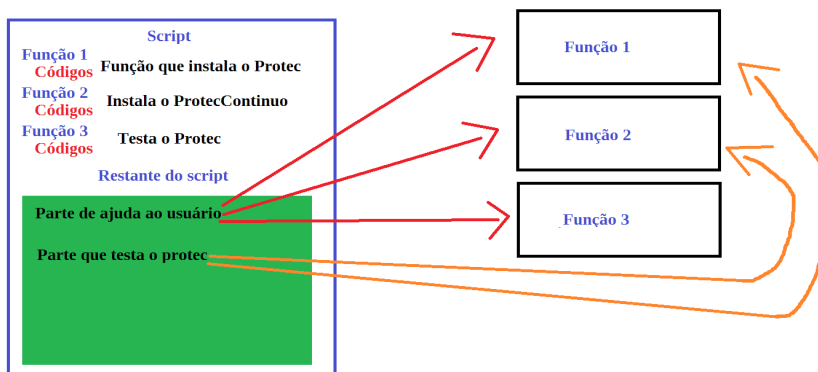 Script
Função 1
Códigos
Função que instala o Protec
Função 2
Códigos
Instala o ProtecContinuo
Função 3
Códigos
Testa o Protec
Restante do script
Parte de ajuda ao usuário
Parte que testa o protec
Função 1
Função 2
Função 3